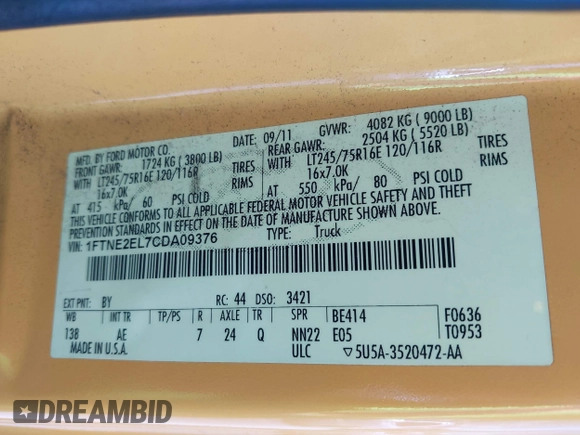 MFD. BY FORD MOTOR CO.
DATE: 09/11 GVWR: 4082 KG ( 9000 LB)
FRONT GAWR: 1724 KG ( 3800 LB) REAR GAWR: 2504 KG ( 5520 LB)
WITH LT245/75R16E 120/116R TIRES WITH LT245/75R16E 120/116R TIRES
16x7.0K RIMS 16x7.0K RIMS
AT 415 kPa/ 60 PSI COLD AT 550 kPa/ 80 PSI COLD
THIS VEHICLE CONFORMS TO ALL APPLICABLE FEDERAL MOTOR VEHICLE SAFETY AND THEFT
PREVENTION STANDARDS IN EFFECT ON THE DATE OF MANUFACTURE SHOWN ABOVE.
VIN: 1FTNE2EL7CDA09376 TYPE: Truck
EXT PNT: BY RC: 44 DSO: 3421
WB INT TR TP/PS R AXLE TR SPR BE414 F0636
138 AE 7 24 Q NN22 E05 T0953
MADE IN U.S.A. ULC ▽5U5A-3520472-AA
DREAMBID